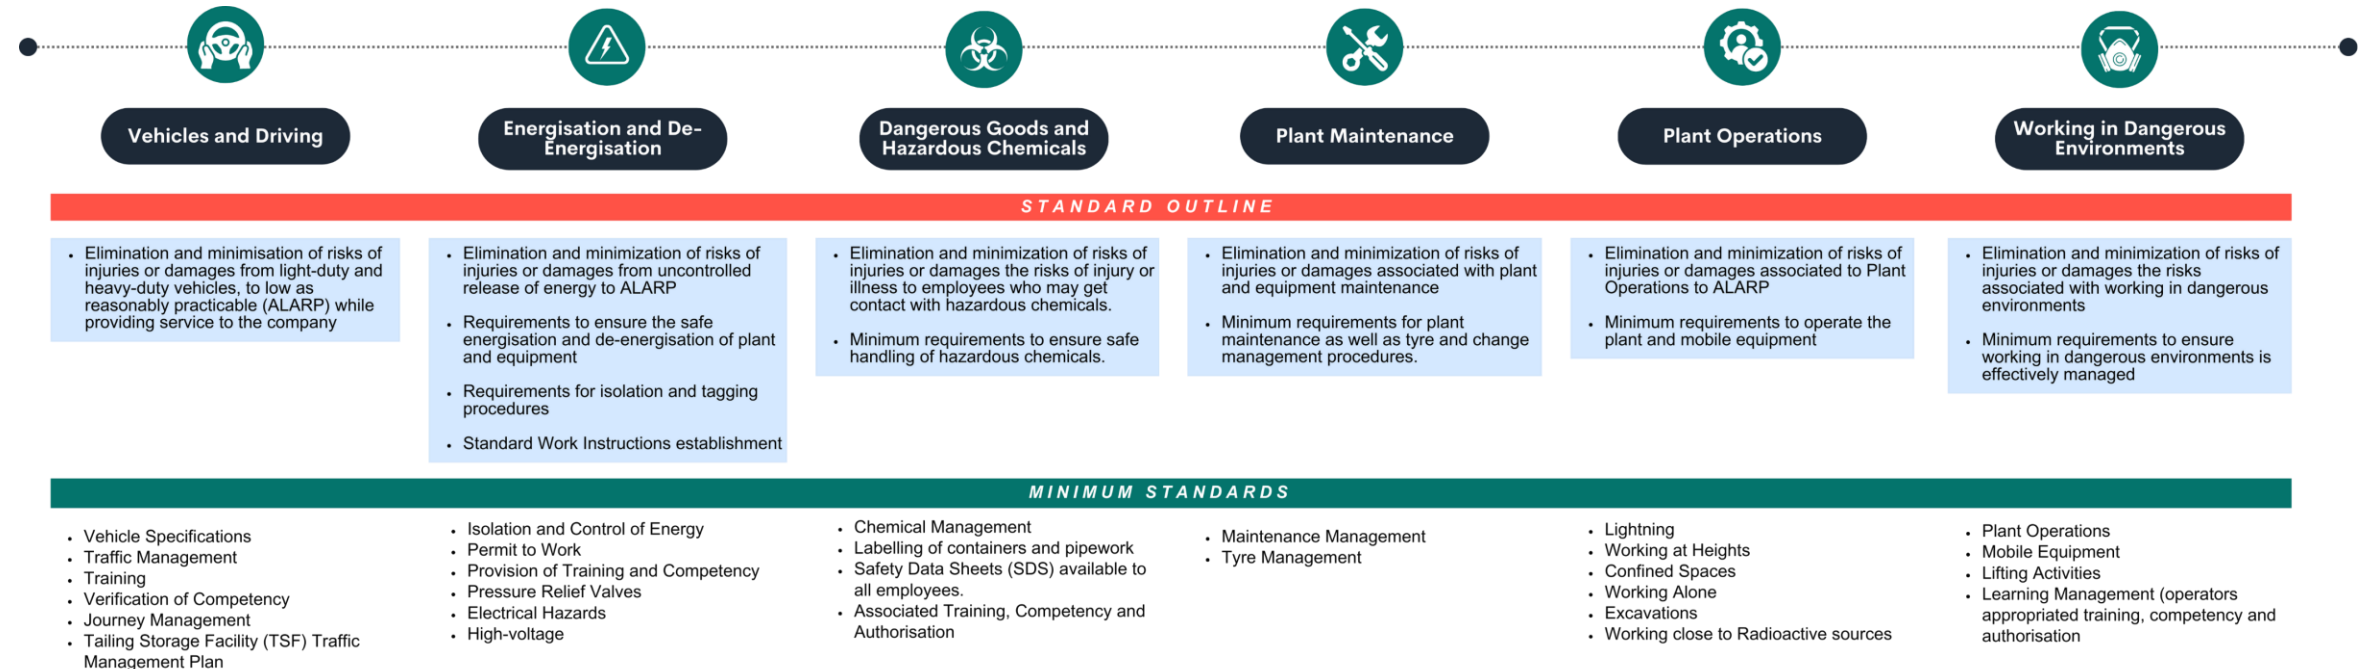 Vehicles and Driving
Energisation and De-
Energisation
Dangerous Goods and
Hazardous Chemicals
Plant Maintenance
Plant Operations
Working in Dangerous
Environments
STANDARD OUTLINE
• Elimination and minimisation of risks of
injuries or damages from light-duty and
heavy-duty vehicles, to low as
reasonably practicable (ALARP) while
providing service to the company
• Elimination and minimization of risks of
injuries or damages from uncontrolled
release of energy to ALARP
• Requirements to ensure the safe
energisation and de-energisation of plant
and equipment
• Requirements for isolation and tagging
procedures
• Standard Work Instructions establishment
• Elimination and minimization of risks of
injuries or damages the risks of injury or
illness to employees who may get
contact with hazardous chemicals.
• Minimum requirements to ensure safe
handling of hazardous chemicals.
• Elimination and minimization of risks of
injuries or damages associated with plant
and equipment maintenance
• Minimum requirements for plant
maintenance as well as tyre and change
management procedures.
• Elimination and minimization of risks of
injuries or damages associated to Plant
Operations to ALARP
• Minimum requirements to operate the
plant and mobile equipment
• Elimination and minimization of risks of
injuries or damages the risks
associated with working in dangerous
environments
• Minimum requirements to ensure
working in dangerous environments is
effectively managed
MINIMUM STANDARDS
• Vehicle Specifications
• Traffic Management
• Training
• Verification of Competency
• Journey Management
• Tailing Storage Facility (TSF) Traffic
Management Plan
• Isolation and Control of Energy
• Permit to Work
• Provision of Training and Competency
• Pressure Relief Valves
• Electrical Hazards
• High-voltage
• Chemical Management
• Labelling of containers and pipework
• Safety Data Sheets (SDS) available to
all employees.
• Associated Training, Competency and
Authorisation
• Maintenance Management
• Tyre Management
• Lightning
• Working at Heights
• Confined Spaces
• Working Alone
• Excavations
• Working close to Radioactive sources
• Plant Operations
• Mobile Equipment
• Lifting Activities
• Learning Management (operators
appropriated training, competency and
authorisation